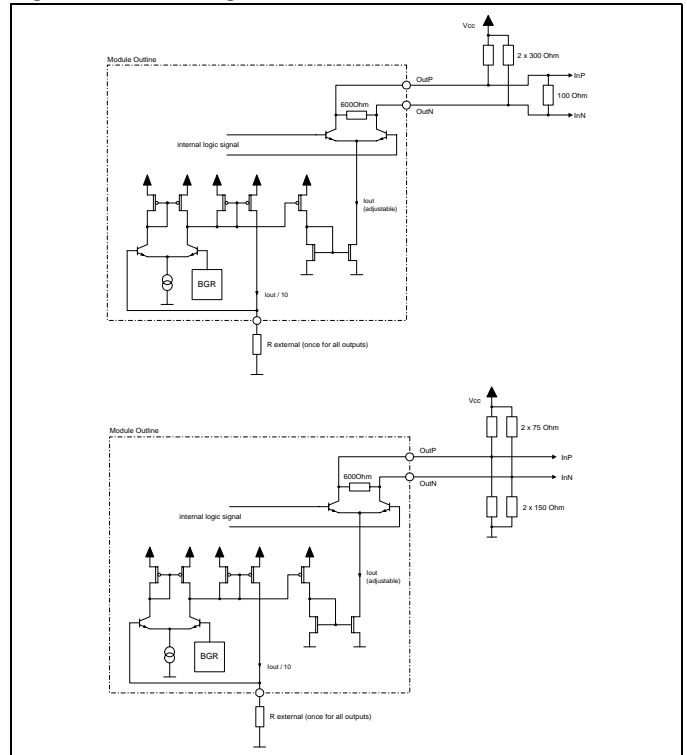 Vcc
2 x 300 Ohm
Module Outline
OutP
InP
600Ohm
100 Ohm
OutN
InN
internal logic signal
Iout
(adjustable)
BGR
Iout / 10
R external (once for all outputs)
Vcc
2 x 75 Ohm
Module Outline
OutP
InP
600Ohm
OutN
InN
2 x 150 Ohm
internal logic signal
Iout
(adjustable)
BGR
Iout / 10
R external (once for all outputs)